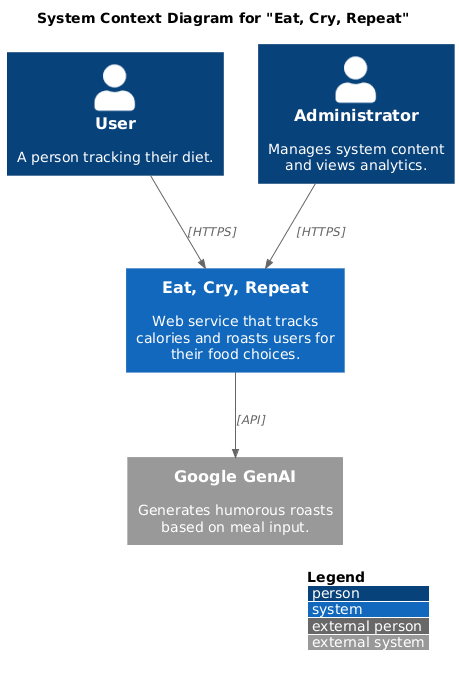 System Context Diagram for "Eat, Cry, Repeat"
User
A person tracking their diet.
Administrator
Manages system content
and views analytics.
[HTTPS]
[HTTPS]
Eat, Cry, Repeat
Web service that tracks
calories and roasts users for
their food choices.
[API]
Google GenAI
Generates humorous roasts
based on meal input.
Legend
person
system
external person
external system